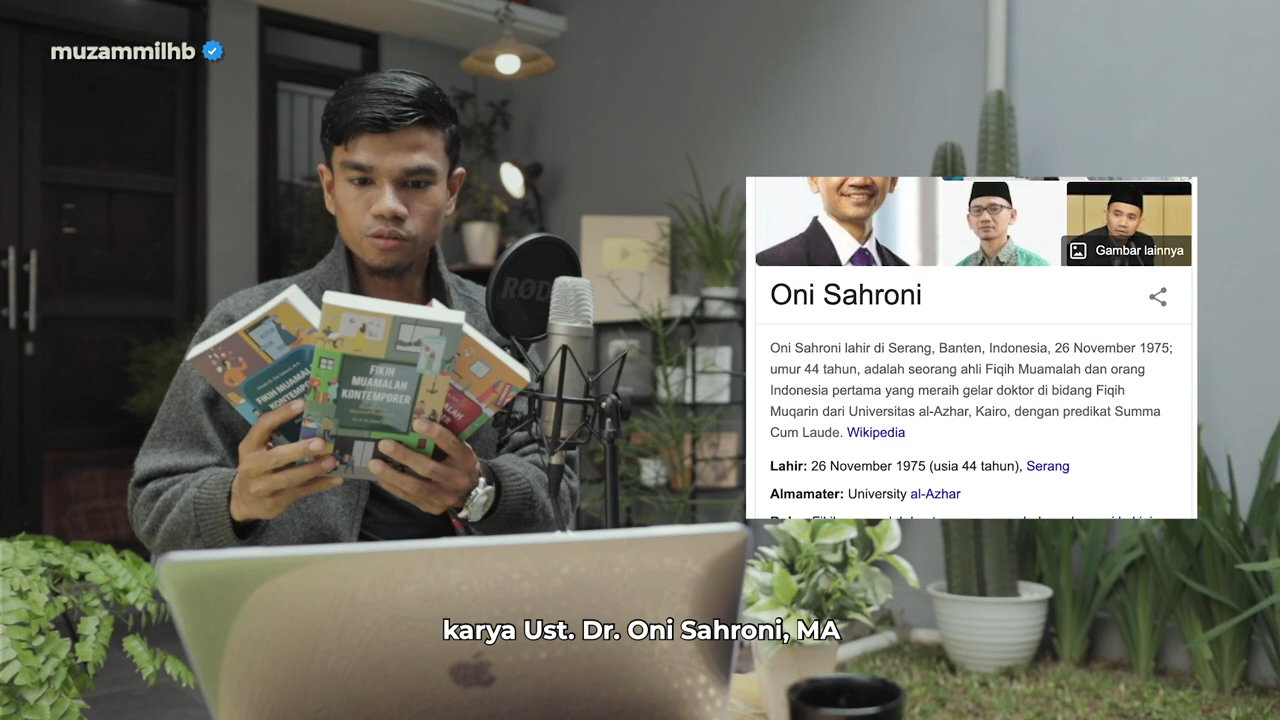 muzammilhb
RØD
FIKIH
MUAMALAH
KONTEMPORER
FIKIH MUAMALAH
Gambar lainnya
Oni Sahroni
Oni Sahroni lahir di Serang, Banten, Indonesia, 26 November 1975;
umur 44 tahun, adalah seorang ahli Fiqih Muamalah dan orang
Indonesia pertama yang meraih gelar doktor di bidang Fiqih
Muqarin dari Universitas al-Azhar, Kairo, dengan predikat Summa
Cum Laude. Wikipedia
Lahir: 26 November 1975 (usia 44 tahun), Serang
Almamater: University al-Azhar
karya Ust. Dr. Oni Sahroni, MA